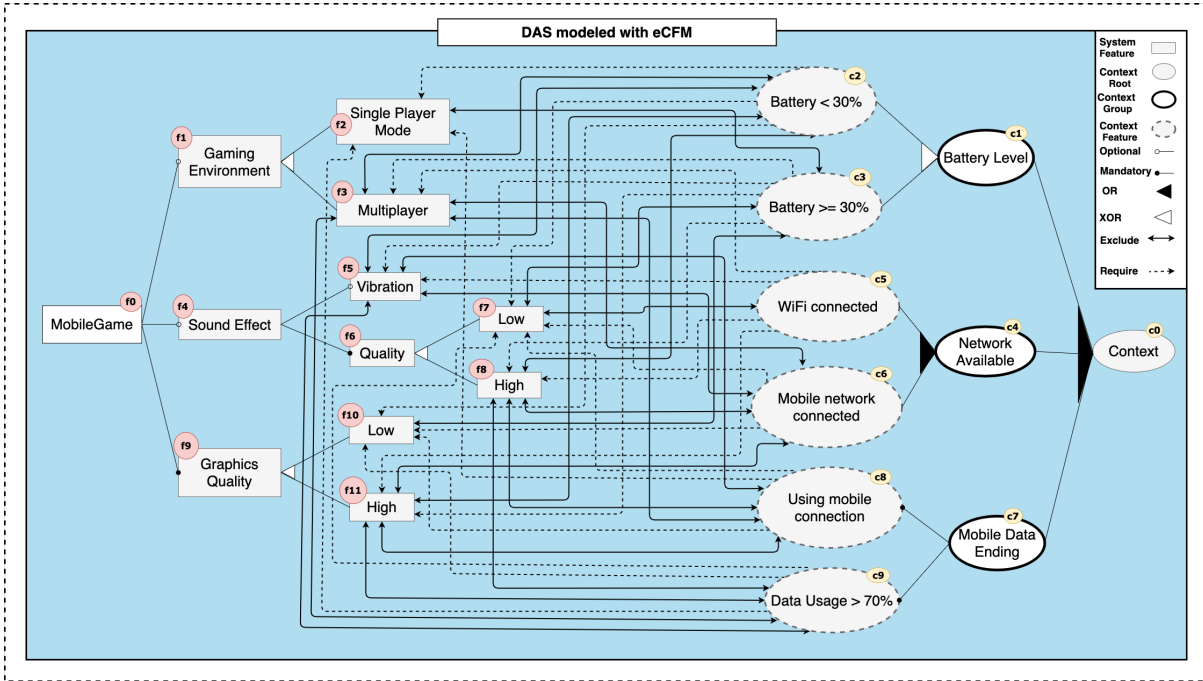 DAS modeled with eCFM
System
Feature
Context
Root
Context
Group
Context
Feature
Optional
Mandatory
OR
XOR
Exclude
Require
f0
MobileGame
f1
Gaming
Environment
f2
Single Player
Mode
f3
Multiplayer
f4
Sound Effect
f5
Vibration
f6
Quality
f7
Low
f8
High
f9
Graphics
Quality
f10
Low
f11
High
c2
Battery < 30%
c3
Battery >= 30%
c1
Battery Level
c5
WiFi connected
c6
Mobile network
connected
c4
Network
Available
c0
Context
c8
Using mobile
connection
c9
Data Usage > 70%
c7
Mobile Data
Ending